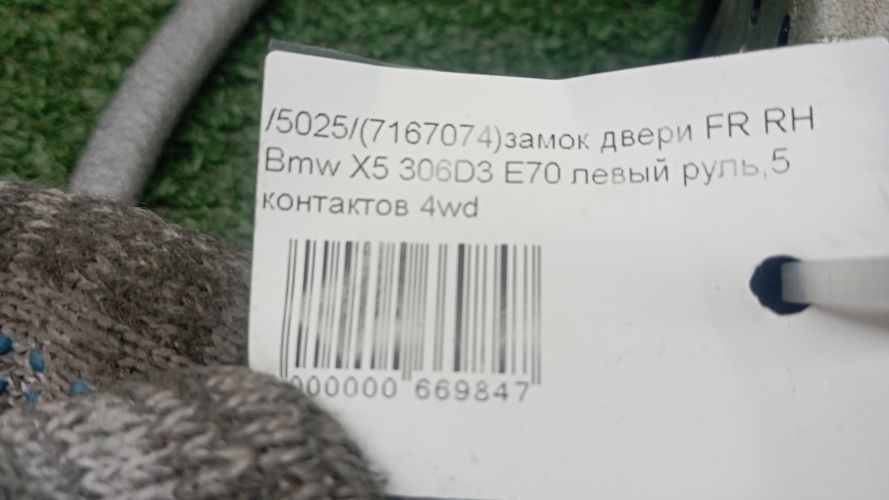 /5025/(7167074)замок двери FR RH
Bmw X5 306D3 E70 левый руль,5
контактов 4wd
000000 669847